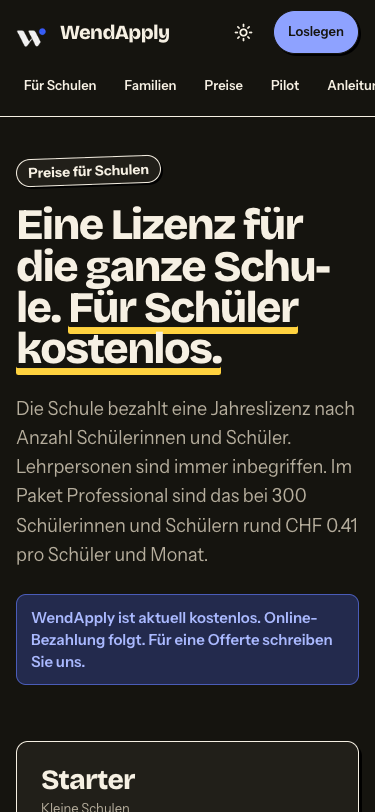 WendApply
Loslegen
Für Schulen Familien Preise Pilot
Preise für Schulen
Eine Lizenz für
die ganze Schu-
le. Für Schüler
kostenlos.
Die Schule bezahlt eine Jahreslizenz nach
Anzahl Schülerinnen und Schüler.
Lehrpersonen sind immer inbegriffen. Im
Paket Professional sind das bei 300
Schülerinnen und Schülern rund CHF 0.41
pro Schüler und Monat.
WendApply ist aktuell kostenlos. Online-
Bezahlung folgt. Für eine Offerte schreiben
Sie uns.
Starter
Kleine Schulen